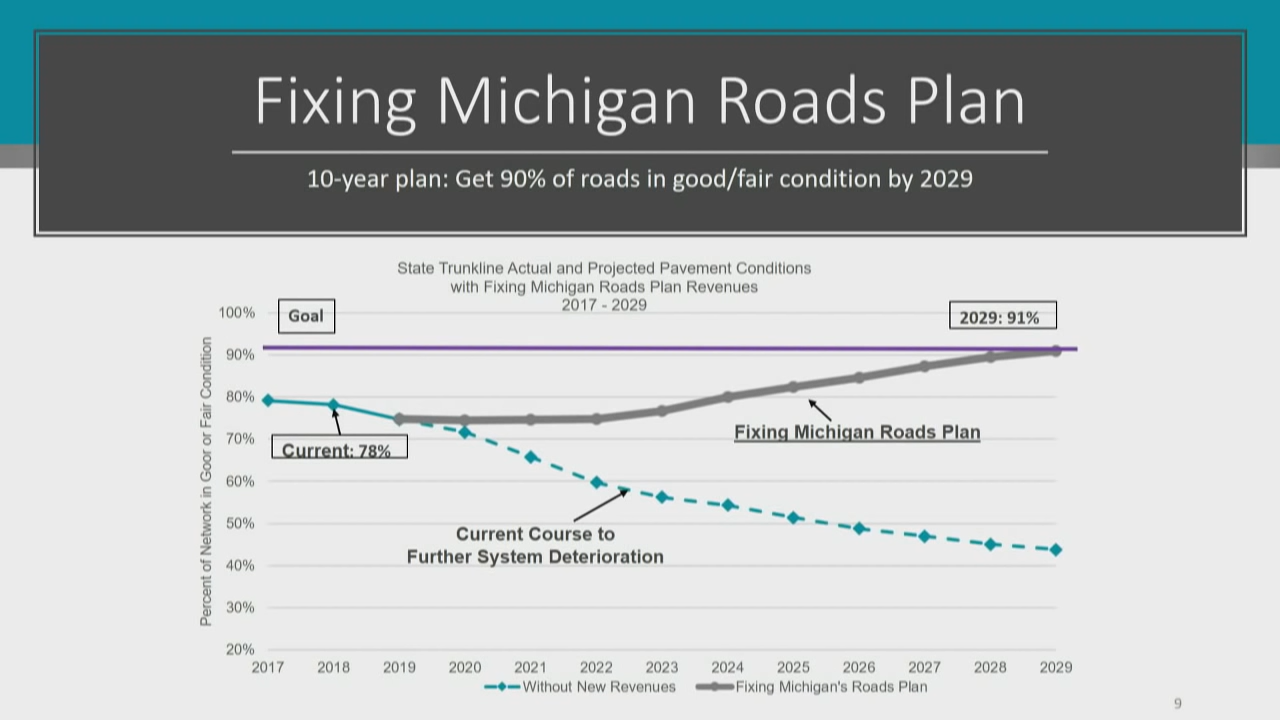 Fixing Michigan Roads Plan
10-year plan: Get 90% of roads in good/fair condition by 2029
State Trunkline Actual and Projected Pavement Conditions
with Fixing Michigan Roads Plan Revenues
2017 - 2029
Goal
2029: 91%
Percent of Network in Goor or Fair Condition
100%
90%
80%
70%
60%
50%
40%
30%
20%
Current: 78%
Fixing Michigan Roads Plan
Current Course to
Further System Deterioration
2017 2018 2019 2020 2021 2022 2023 2024 2025 2026 2027 2028 2029
Without New Revenues Fixing Michigan's Roads Plan
9